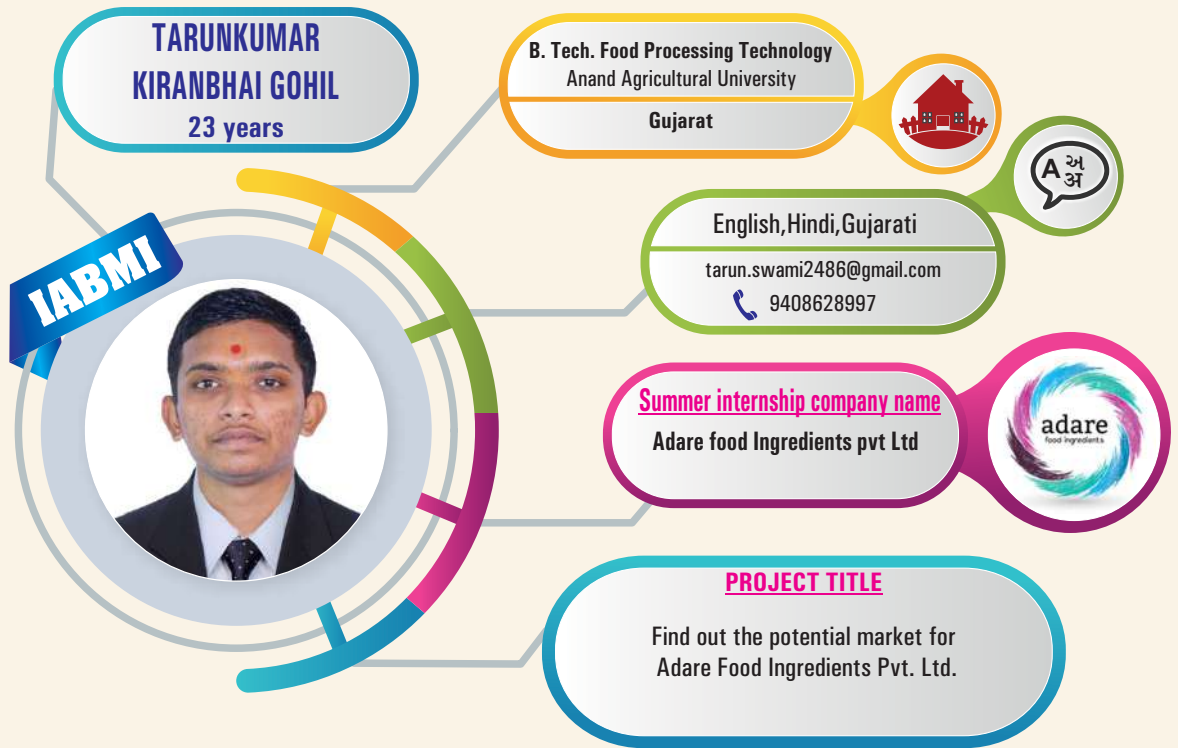 TARUNKUMAR
KIRANBHAI GOHIL
23 years
B. Tech. Food Processing Technology
Anand Agricultural University
Gujarat
A અ
अ
English,Hindi,Gujarati
tarun.swami2486@gmail.com
9408628997
IABMI
Summer internship company name
Adare food Ingredients pvt Ltd
adare
food ingredients
PROJECT TITLE
Find out the potential market for
Adare Food Ingredients Pvt. Ltd.